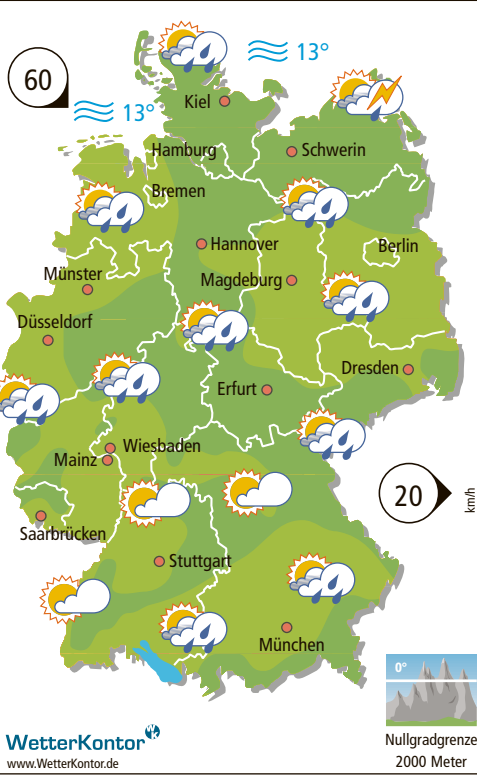 13°
60
13°
Kiel
Hamburg
Schwerin
Bremen
Hannover
Berlin
Münster
Magdeburg
Düsseldorf
Dresden
Erfurt
Wiesbaden
Mainz
20
km/h
Saarbrücken
Stuttgart
München
0°
WetterKontor WK
www.WetterKontor.de
Nullgradgrenze
2000 Meter